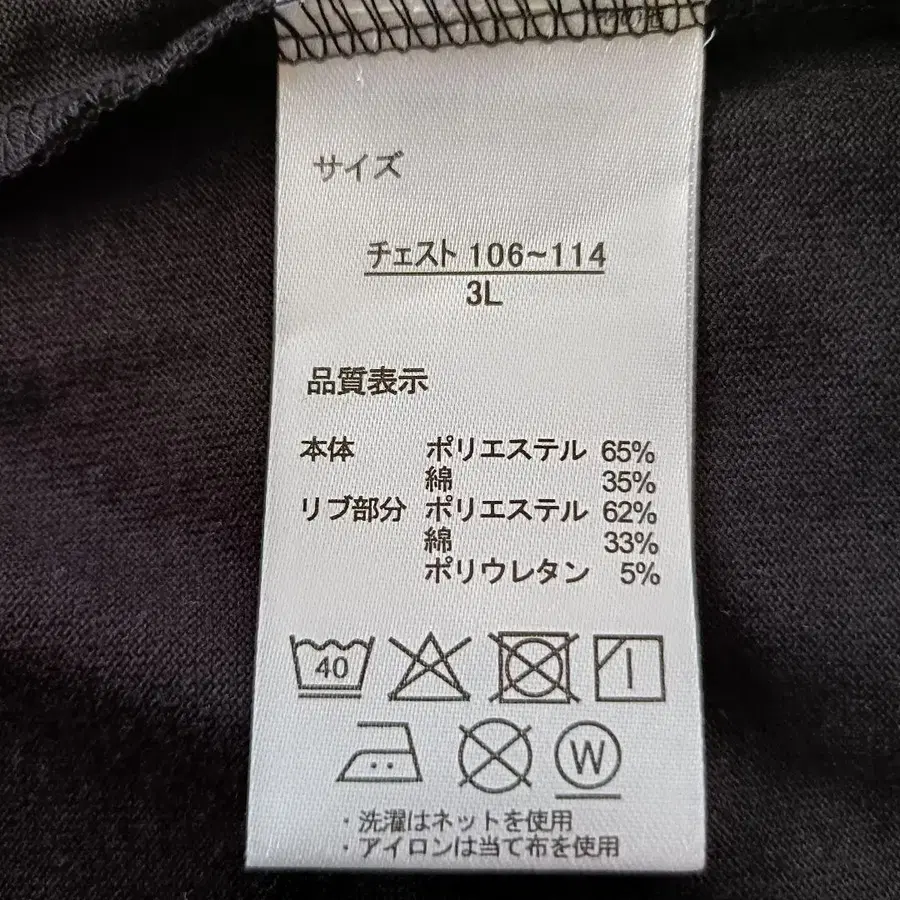 サイズ
チェスト 106~114
3L
品質表示
本体 ポリエステル 65%
綿 35%
リブ部分 ポリエステル 62%
綿 33%
ポリウレタン 5%
40
W
・洗濯はネットを使用
・アイロンは当て布を使用